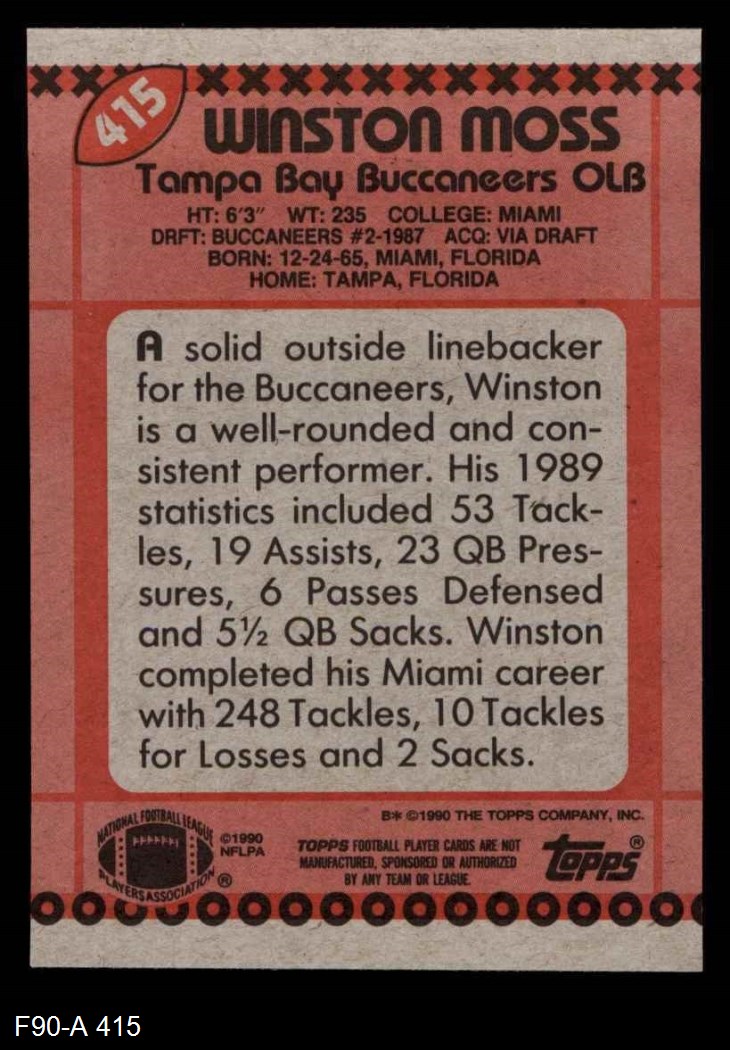 415
WINSTON MOSS
Tampa Bay Buccaneers OLB
HT: 6'3" WT: 235 COLLEGE: MIAMI
DRFT: BUCCANEERS #2-1987 ACQ: VIA DRAFT
BORN: 12-24-65, MIAMI, FLORIDA
HOME: TAMPA, FLORIDA
A solid outside linebacker
for the Buccaneers, Winston
is a well-rounded and con-
sistent performer. His 1989
statistics included 53 Tack-
les, 19 Assists, 23 QB Pres-
sures, 6 Passes Defensed
and 5½ QB Sacks. Winston
completed his Miami career
with 248 Tackles, 10 Tackles
for Losses and 2 Sacks.
B* ©1990 THE TOPPS COMPANY, INC.
NATIONAL FOOTBALL LEAGUE
PLAYERS ASSOCIATION ®
©1990
NFLPA
TOPPS FOOTBALL PLAYER CARDS ARE NOT
MANUFACTURED, SPONSORED OR AUTHORIZED
BY ANY TEAM OR LEAGUE.
topps®
F90-A 415